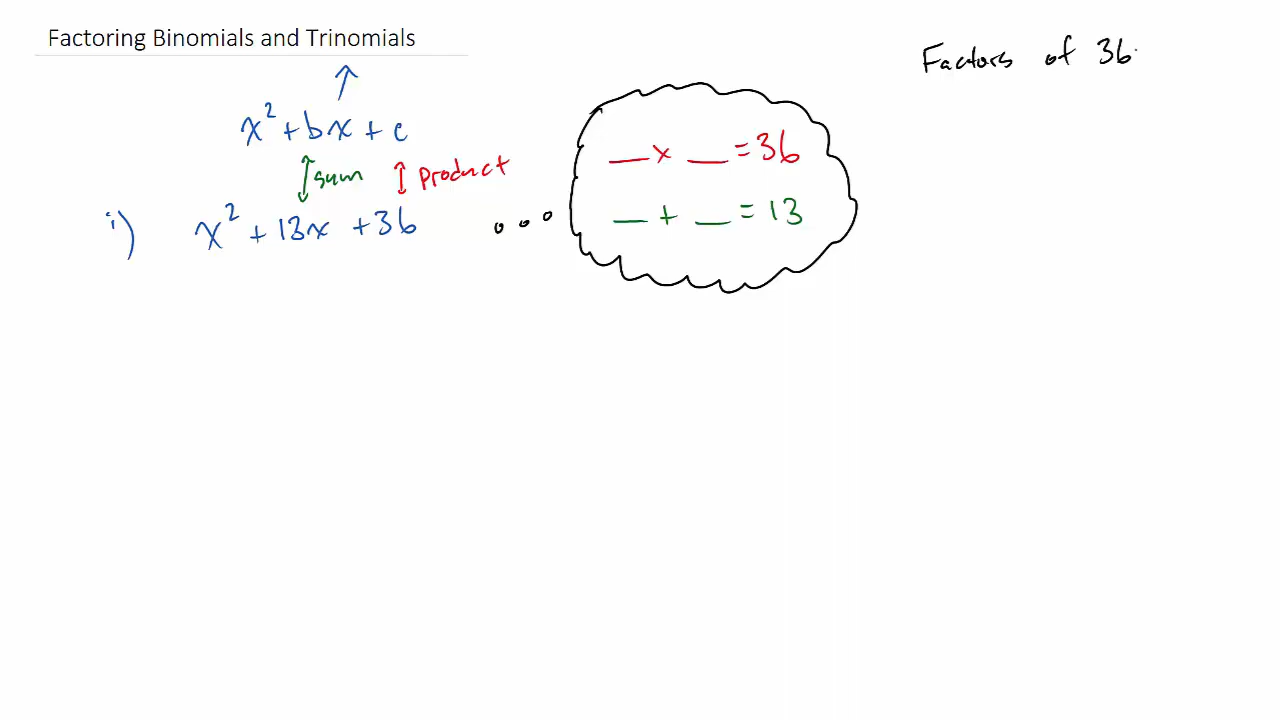 Factoring Binomials and Trinomials
Factors of 36
x² + bx + c
sum
product
i) x² + 13x + 36
__ x __ = 36
__ + __ = 13